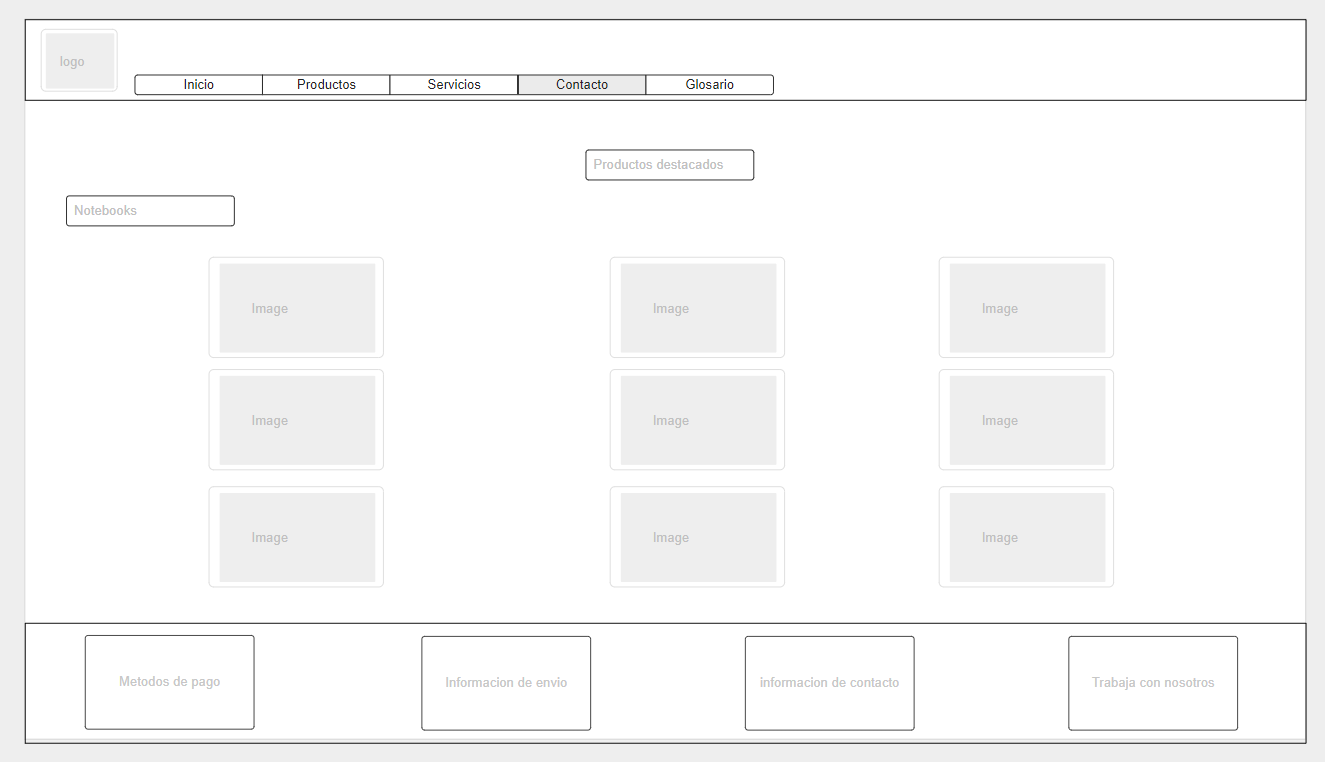 logo
Inicio Productos Servicios Contacto Glosario
Productos destacados
Notebooks
Image Image Image
Image Image Image
Image Image Image
Metodos de pago Informacion de envio informacion de contacto Trabaja con nosotros